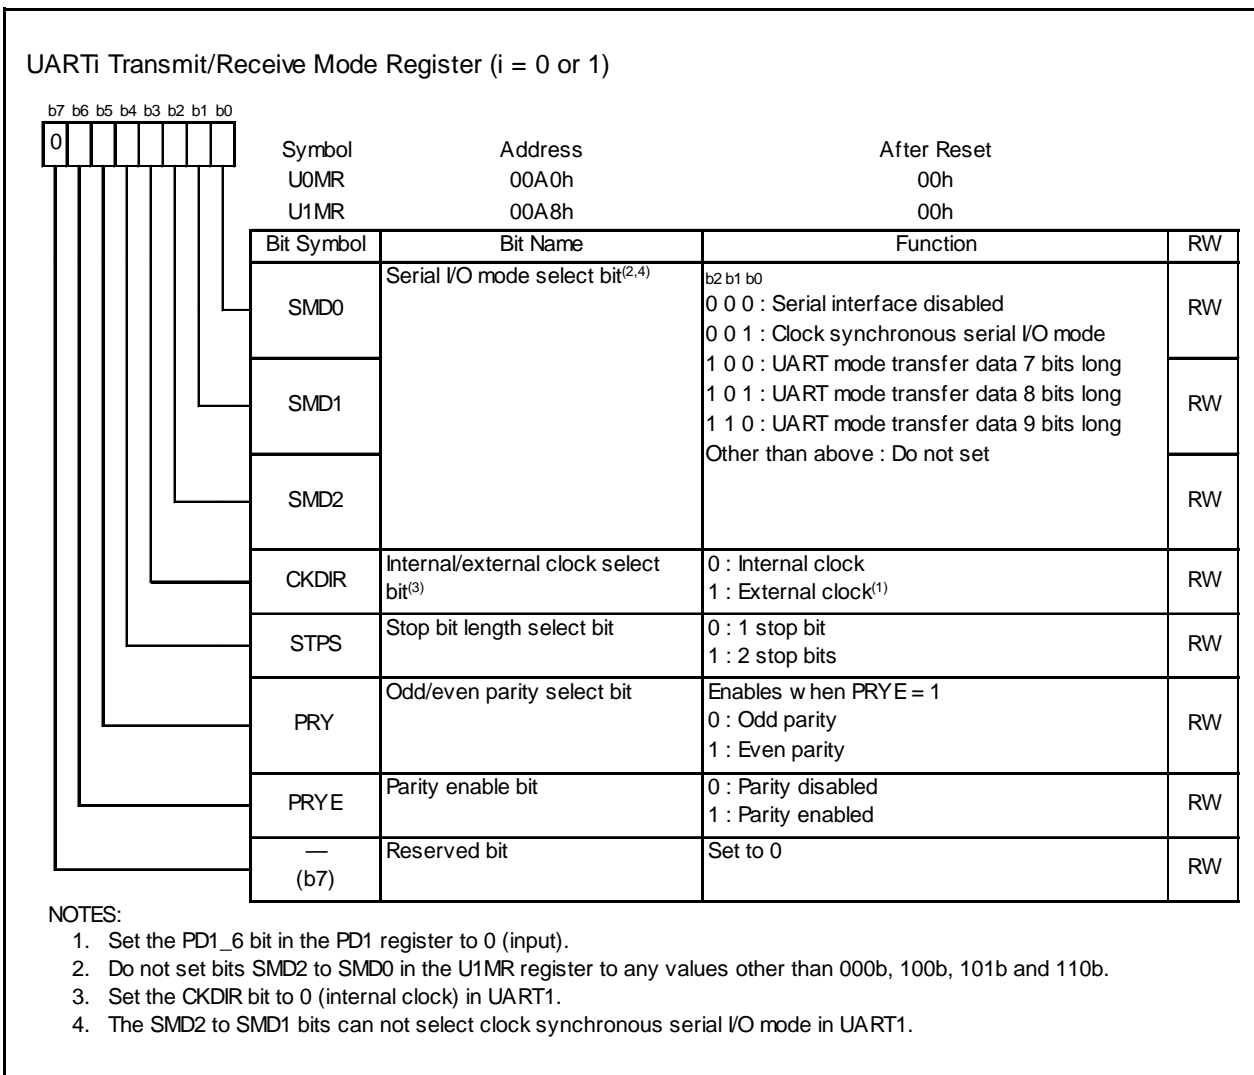 UARTi Transmit/Receive Mode Register (i = 0 or 1)
b7 b6 b5 b4 b3 b2 b1 b0
0
Symbol Address After Reset
U0MR 00A0h 00h
U1MR 00A8h 00h
Bit Symbol Bit Name Function RW
SMD0 Serial I/O mode select bit(2,4) b2 b1 b0
0 0 0 : Serial interface disabled RW
0 0 1 : Clock synchronous serial I/O mode
1 0 0 : UART mode transfer data 7 bits long
SMD1 1 0 1 : UART mode transfer data 8 bits long RW
1 1 0 : UART mode transfer data 9 bits long
Other than above : Do not set
SMD2 RW
CKDIR Internal/external clock select 0 : Internal clock RW
bit(3) 1 : External clock(1)
STPS Stop bit length select bit 0 : 1 stop bit RW
1 : 2 stop bits
Odd/even parity select bit Enables when PRYE = 1
PRY 0 : Odd parity RW
1 : Even parity
PRYE Parity enable bit 0 : Parity disabled RW
1 : Parity enabled
— Reserved bit Set to 0 RW
(b7)
NOTES:
1. Set the PD1_6 bit in the PD1 register to 0 (input).
2. Do not set bits SMD2 to SMD0 in the U1MR register to any values other than 000b, 100b, 101b and 110b.
3. Set the CKDIR bit to 0 (internal clock) in UART1.
4. The SMD2 to SMD1 bits can not select clock synchronous serial I/O mode in UART1.